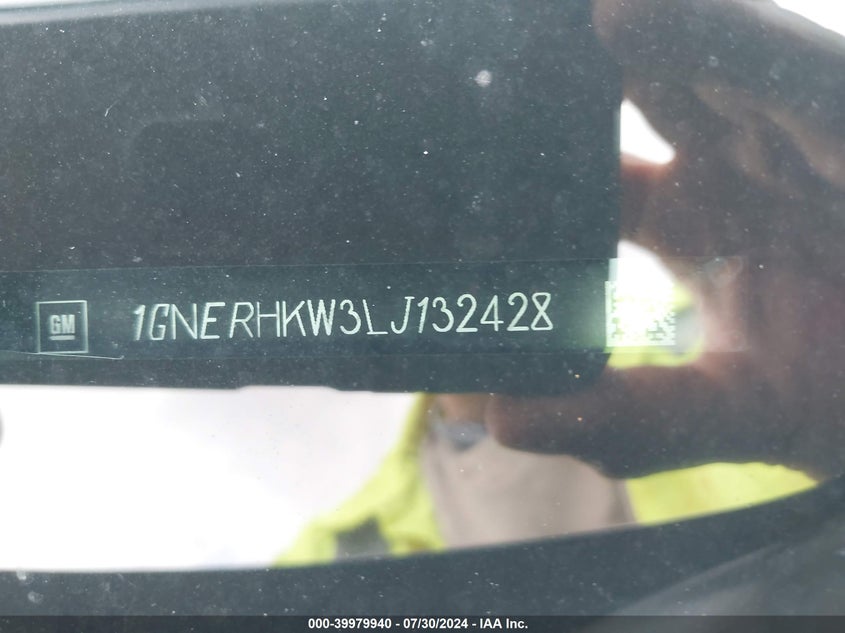 GM 1GNERHKW3LJ132428
000-39979940 / 07/30/2024 - IAA Inc.